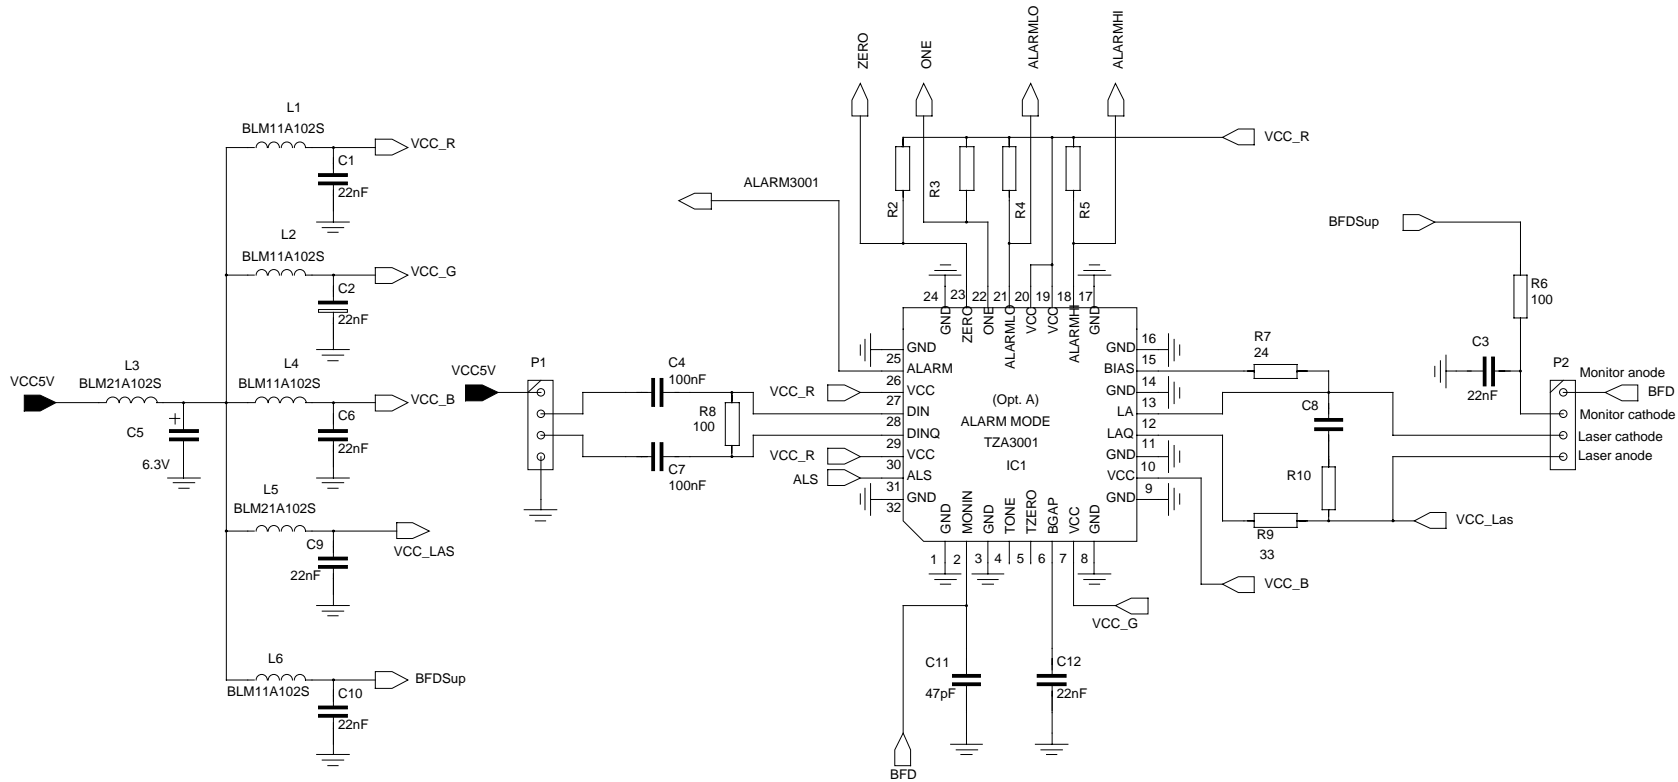 ZERO
ONE
ALARMLO
ALARMHI
L1
BLM11A102S
VCC_R
C1
22nF
L2
BLM11A102S
VCC_G
C2
22nF
L3
BLM21A102S
VCC5V
C5
6.3V
L4
BLM11A102S
VCC_B
C6
22nF
L5
BLM21A102S
C9
22nF
VCC_LAS
L6
BLM11A102S
BFDSup
C10
22nF
ALARM3001
VCC_R
R2
R3
R4
R5
VCC5V
P1
C4
100nF
R8
100
C7
100nF
VCC_R
VCC_R
ALS
24
23
22
21
20
19
18
17
GND
ZERO
ONE
ALARMLO
VCC
VCC
ALARMHI
GND
GND
25
ALARM
26
VCC
27
DIN
28
DINQ
29
VCC
30
ALS
31
GND
32
(Opt. A)
ALARM MODE
TZA3001
IC1
16
GND
15
BIAS
14
GND
13
LA
12
LAQ
11
GND
10
VCC
9
GND
GND
MONIN
GND
TONE
TZERO
BGAP
VCC
GND
1
2
3
4
5
6
7
8
R7
24
C8
R10
R9
33
VCC_Las
VCC_B
VCC_G
C11
47pF
C12
22nF
BFD
BFDSup
R6
100
C3
22nF
P2
Monitor anode
BFD
Monitor cathode
Laser cathode
Laser anode